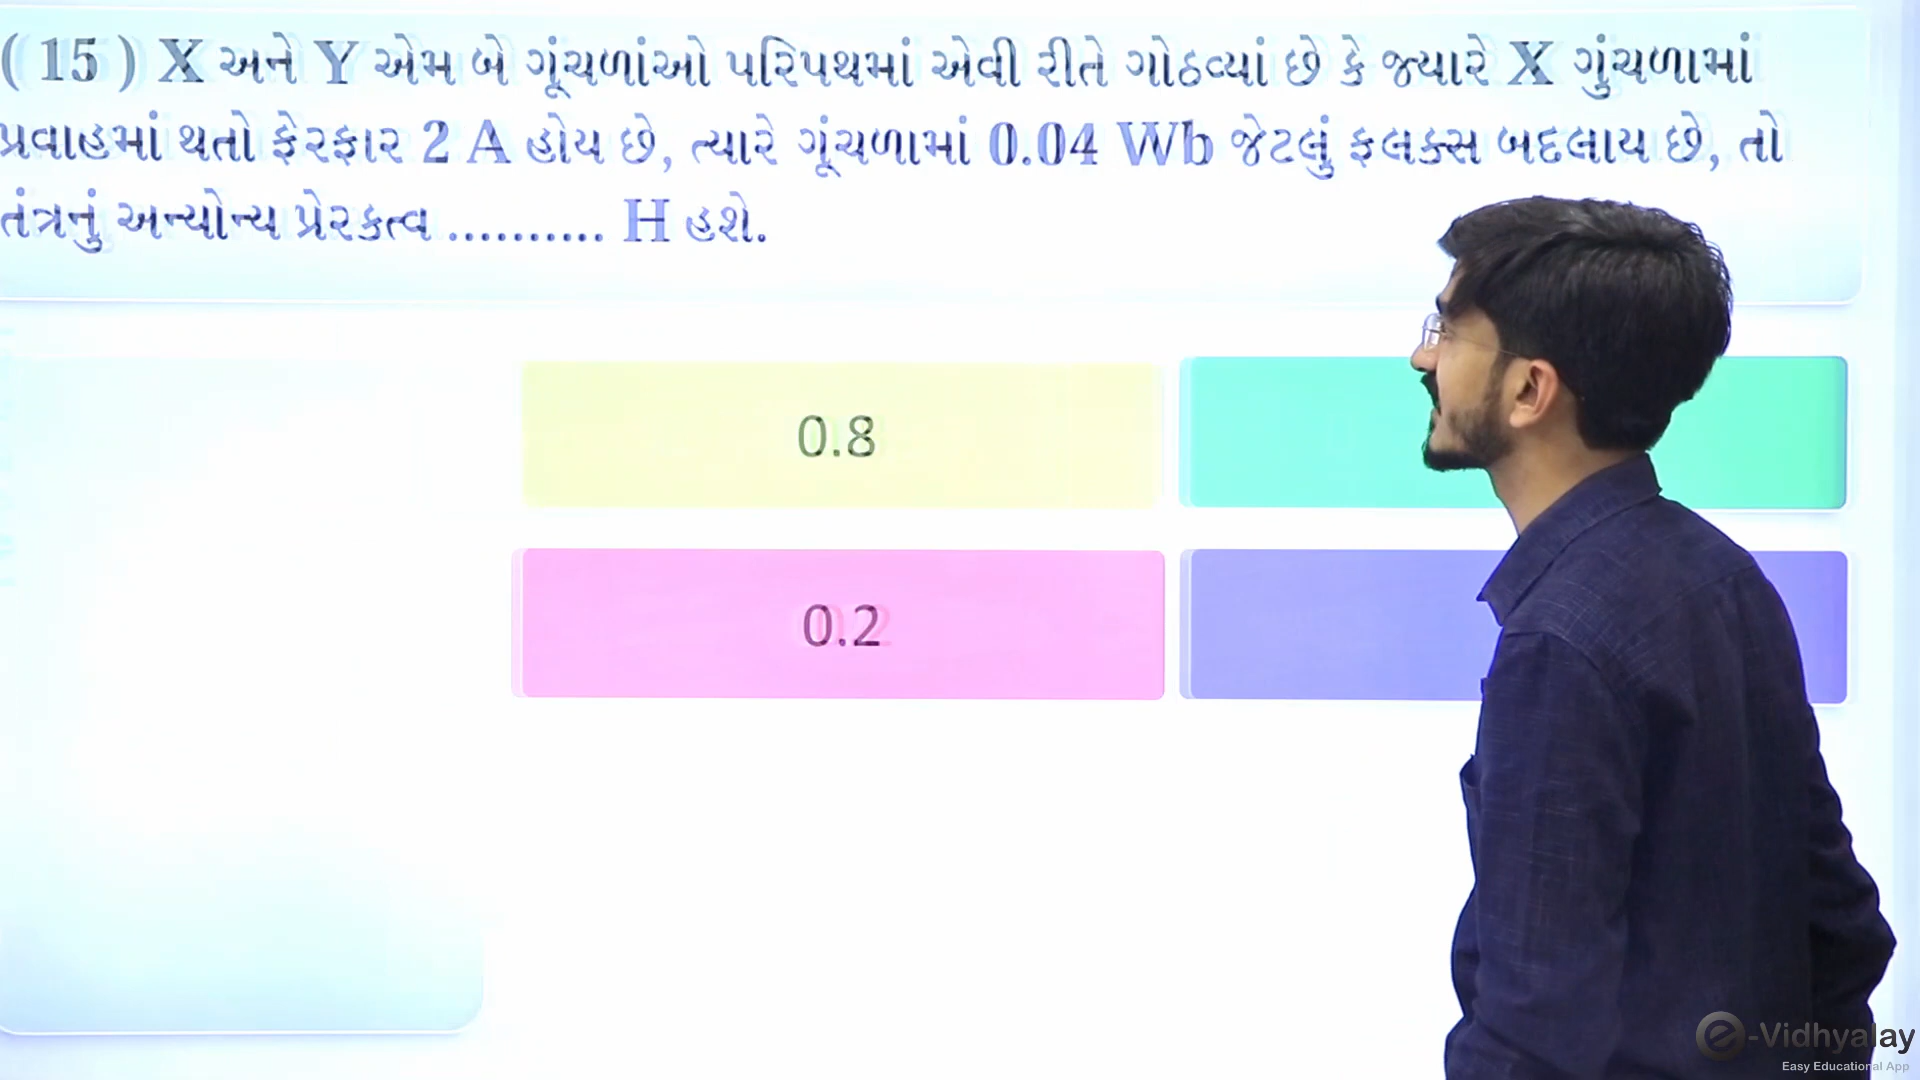 ( 15 ) X અને Y એમ બે ગૂંચળાંઓ પરિપથમાં એવી રીતે ગોઠવ્યાં છે કે જ્યારે X ગુંચળામાં
પ્રવાહમાં થતો ફેરફાર 2 A હોય છે, ત્યારે ગૂંચળામાં 0.04 Wb જેટલું ફલક્સ બદલાય છે, તો
તંત્રનું અન્યોન્ય પ્રેરકત્વ .......... H હશે.
0.8
0.2
e-Vidhyalay
Easy Educational App